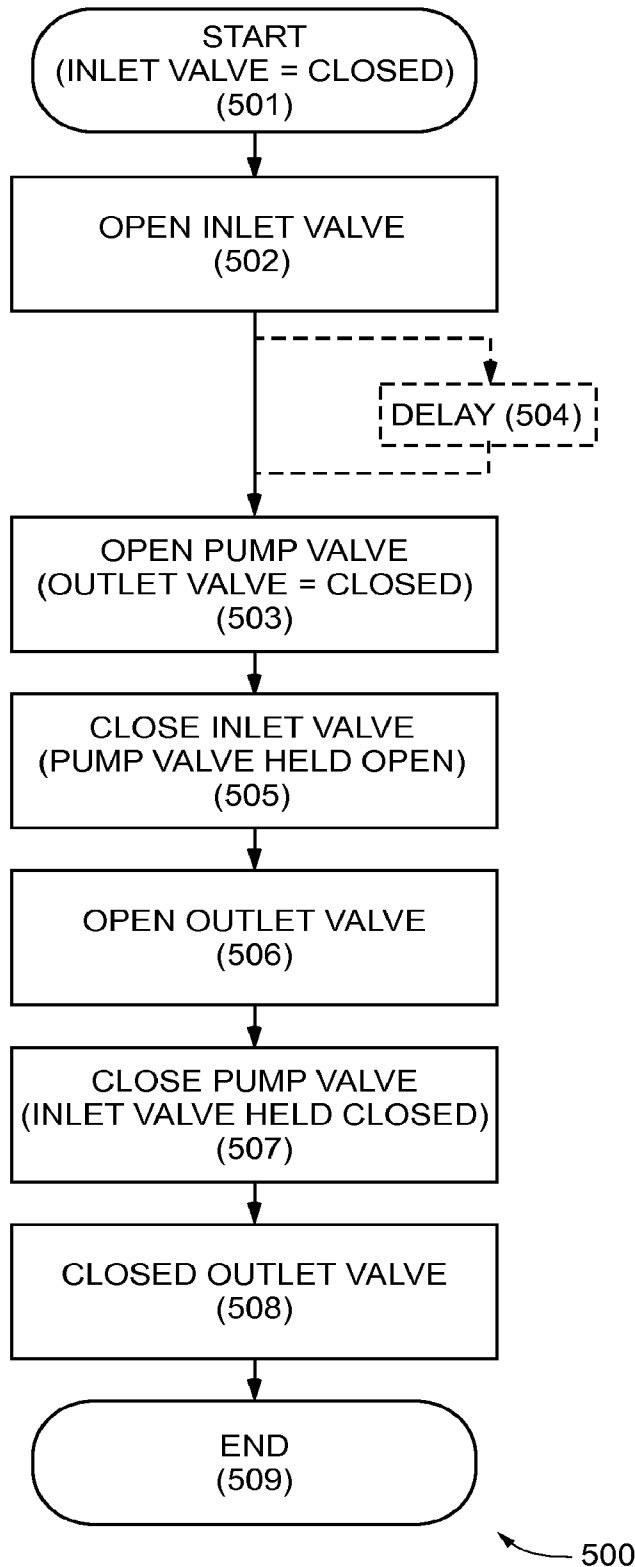 START
(INLET VALVE = CLOSED)
(501)
OPEN INLET VALVE
(502)
DELAY (504)
OPEN PUMP VALVE
(OUTLET VALVE = CLOSED)
(503)
CLOSE INLET VALVE
(PUMP VALVE HELD OPEN)
(505)
OPEN OUTLET VALVE
(506)
CLOSE PUMP VALVE
(INLET VALVE HELD CLOSED)
(507)
CLOSED OUTLET VALVE
(508)
END
(509)
500